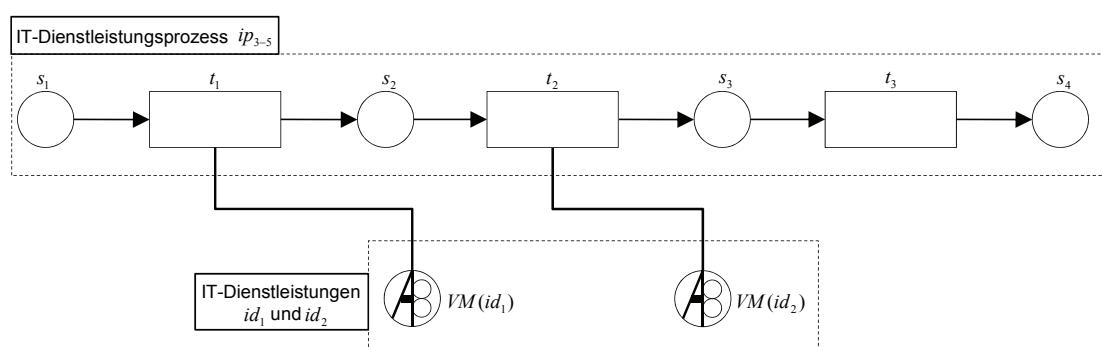 IT-Dienstleistungsprozess ip₃₋₅
s₁ t₁ s₂ t₂ s₃ t₃ s₄
IT-Dienstleistungen
id₁ und id₂
VM(id₁) VM(id₂)